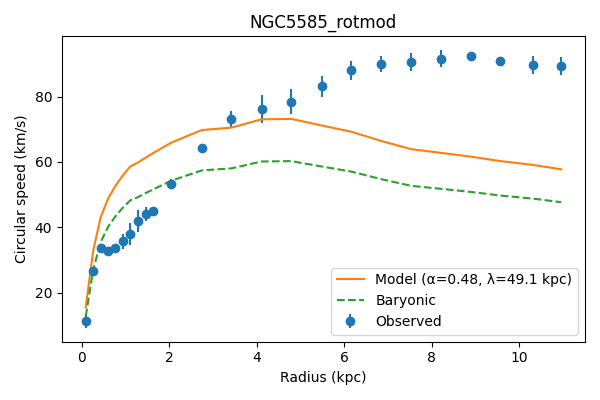 NGC5585_rotmod
Circular speed (km/s)
80
60
40
20
0
2
4
6
8
10
Radius (kpc)
Model (α=0.48, λ=49.1 kpc)
Baryonic
Observed